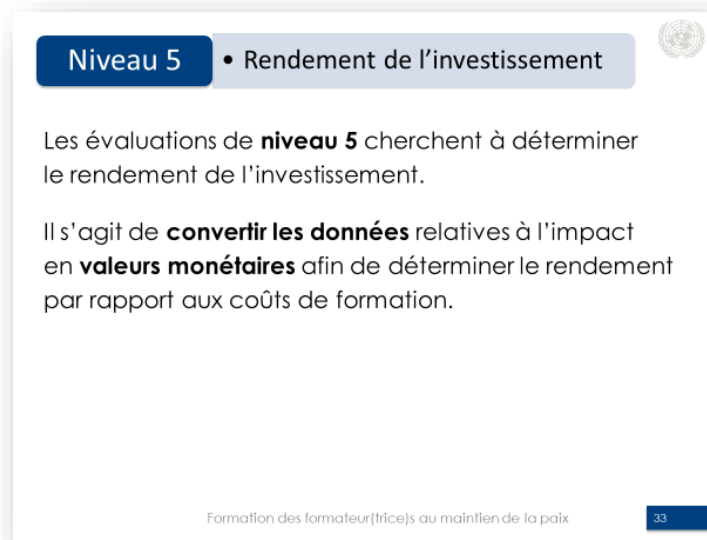 Niveau 5
• Rendement de l’investissement
Les évaluations de niveau 5 cherchent à déterminer
le rendement de l’investissement.
Il s’agit de convertir les données relatives à l’impact
en valeurs monétaires afin de déterminer le rendement
par rapport aux coûts de formation.
Formation des formateur(trice)s au maintien de la paix
33